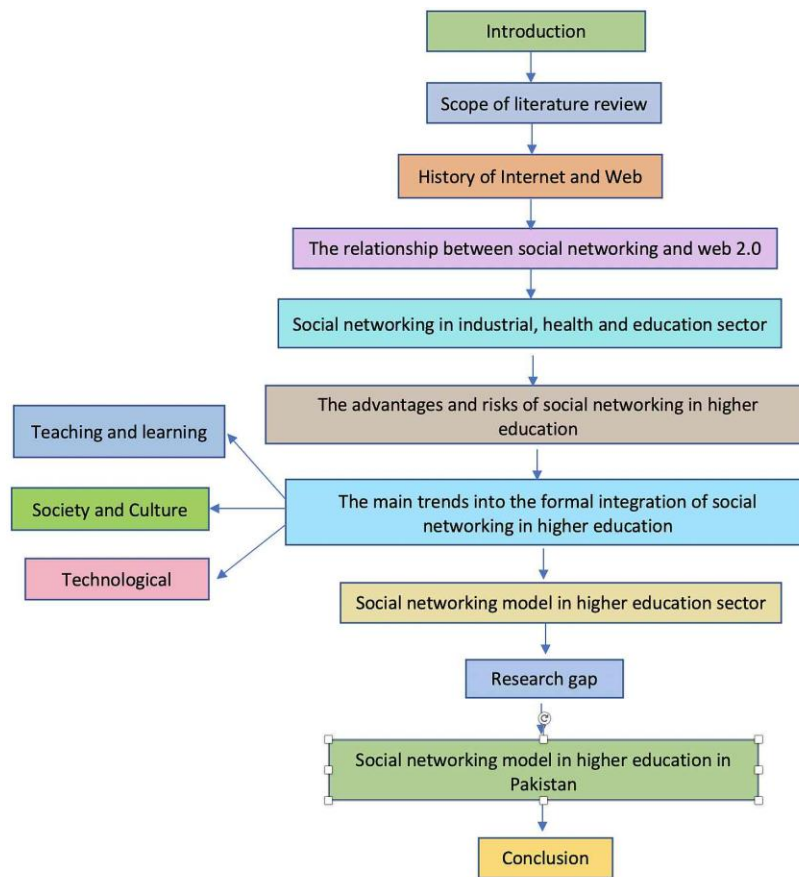 Introduction
Scope of literature review
History of Internet and Web
The relationship between social networking and web 2.0
Social networking in industrial, health and education sector
The advantages and risks of social networking in higher
education
The main trends into the formal integration of social
networking in higher education
Teaching and learning
Society and Culture
Technological
Social networking model in higher education sector
Research gap
Social networking model in higher education in
Pakistan
Conclusion